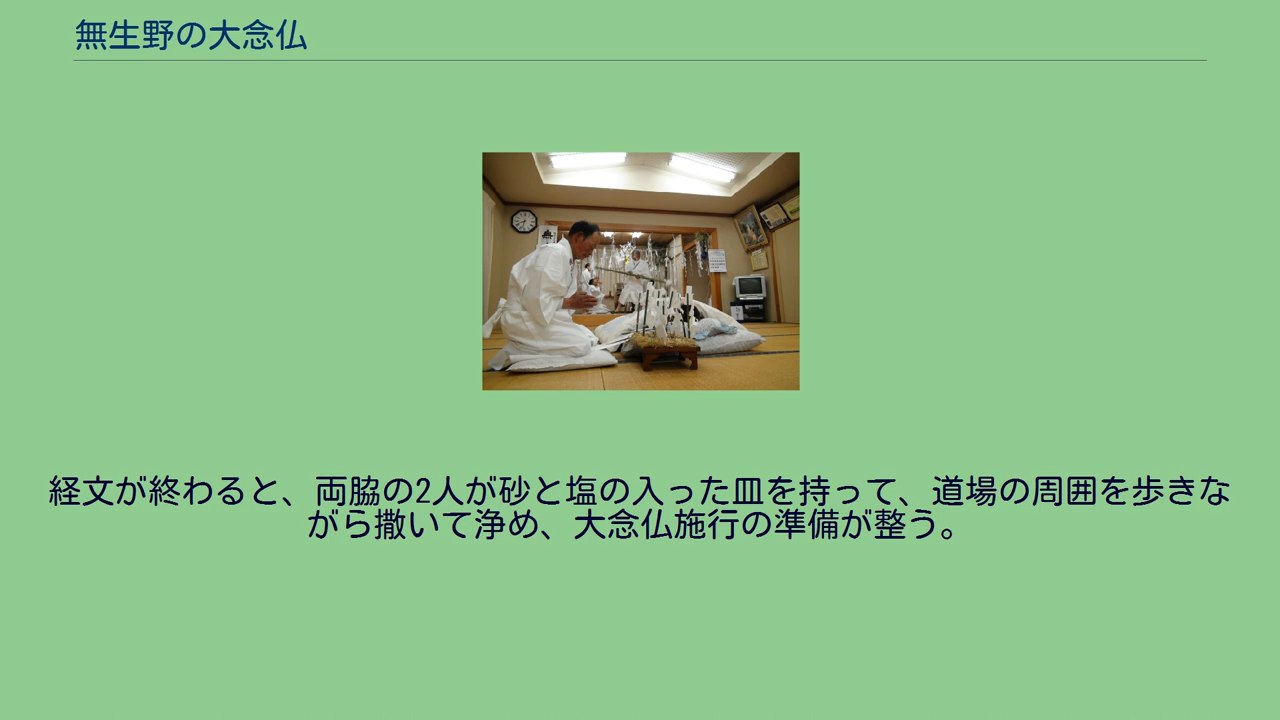 無生野の大念仏
経文が終わると、両脇の2人が砂と塩の入った皿を持って、道場の周囲を歩きな
がら撒いて浄め、大念仏施行の準備が整う。